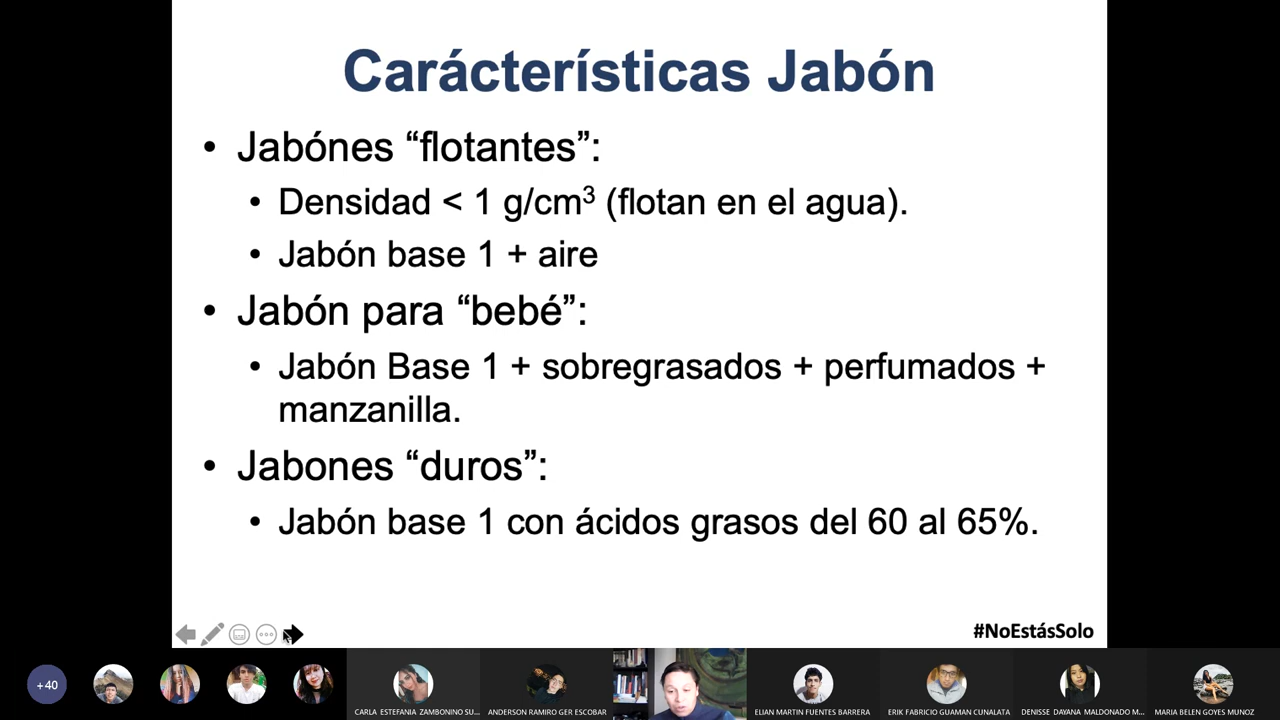 Carácterísticas Jabón
• Jabónes “flotantes”:
• Densidad < 1 g/cm³ (flotan en el agua).
• Jabón base 1 + aire
• Jabón para “bebé”:
• Jabón Base 1 + sobregrasados + perfumados +
manzanilla.
• Jabones “duros”:
• Jabón base 1 con ácidos grasos del 60 al 65%.
#NoEstásSolo
+40
CARLA ESTEFANIA ZAMBONINO SU...
ANDERSON RAMIRO GER ESCOBAR
ELIAN MARTIN FUENTES BARRERA
ERIK FABRICIO GUAMAN CUNALATA
DENISSE DAYANA MALDONADO M...
MARIA BELEN GOYES MUNOZ